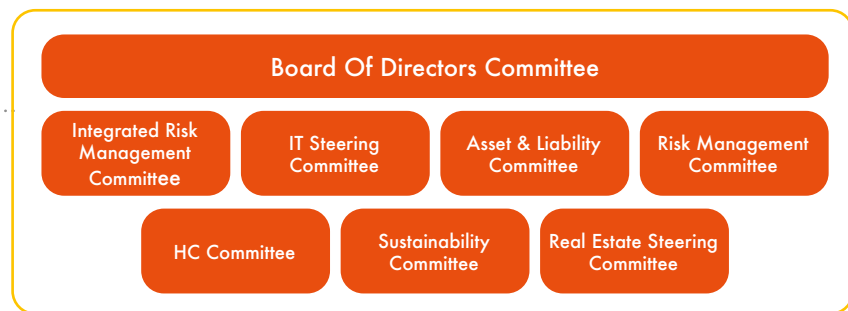 Board Of Directors Committee
Integrated Risk
Management
Committee
IT Steering
Committee
Asset & Liability
Committee
Risk Management
Committee
HC Committee
Sustainability
Committee
Real Estate Steering
Committee